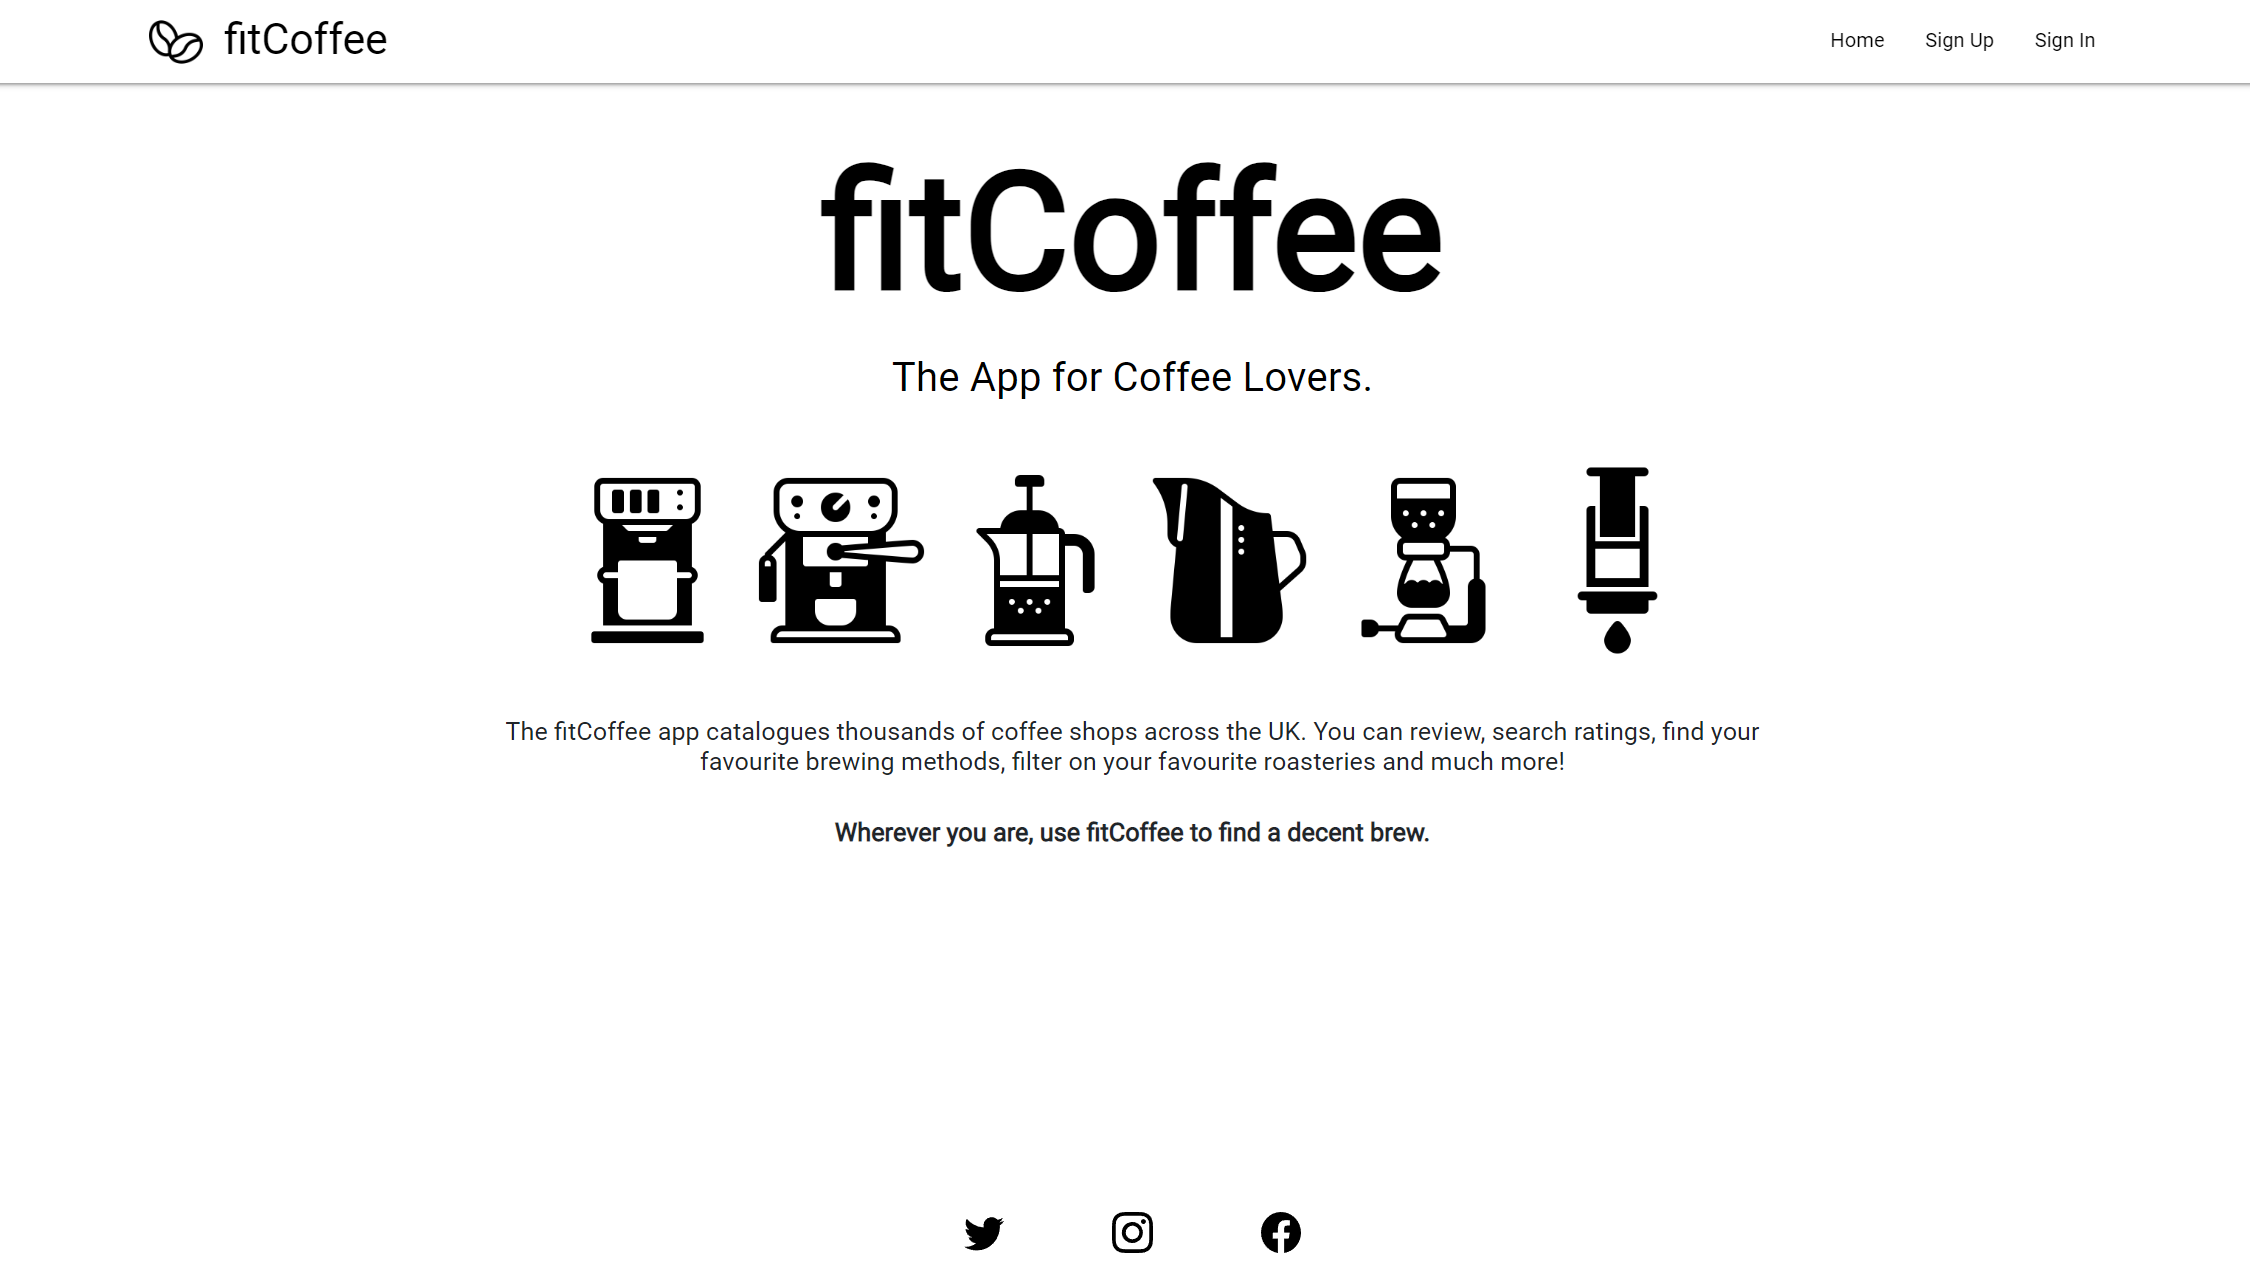 fitCoffee
Home
Sign Up
Sign In
fitCoffee
The App for Coffee Lovers.
The fitCoffee app catalogues thousands of coffee shops across the UK. You can review, search ratings, find your
favourite brewing methods, filter on your favourite roasteries and much more!
Wherever you are, use fitCoffee to find a decent brew.